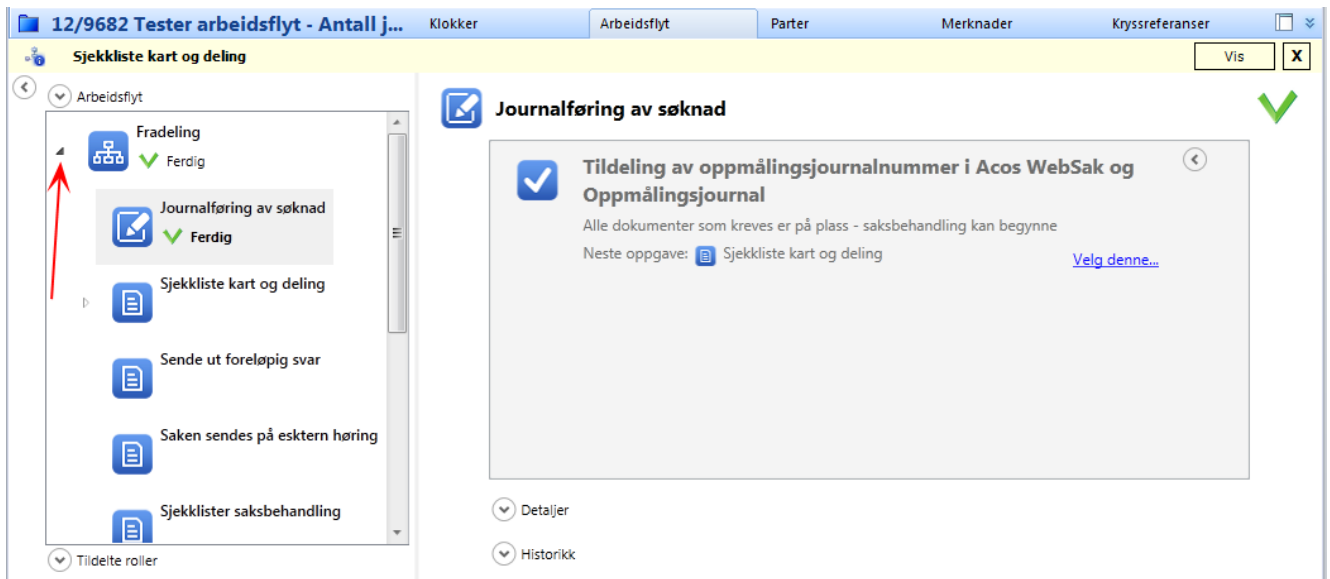 12/9682 Tester arbeidsflyt - Antall j...
Klokker
Arbeidsflyt
Parter
Merknader
Kryssreferanser
Sjekkliste kart og deling
Vis
X
Arbeidsflyt
Fradeling
Ferdig
Journalføring av søknad
Ferdig
Sjekkliste kart og deling
Sende ut foreløpig svar
Saken sendes på esktern høring
Sjekklister saksbehandling
Tildelte roller
Journalføring av søknad
Tildeling av oppmålingsjournalnummer i Acos WebSak og
Oppmålingsjournal
Alle dokumenter som kreves er på plass - saksbehandling kan begynne
Neste oppgave: Sjekkliste kart og deling
Velg denne...
Detaljer
Historikk